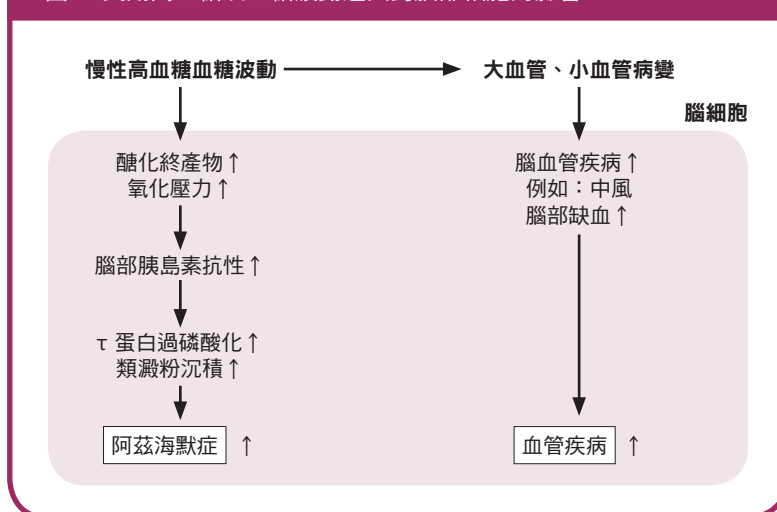 慢性高血糖血糖波動
大血管、小血管病變
腦細胞
醣化終產物↑
氧化壓力↑
腦血管疾病↑
例如：中風
腦部缺血↑
腦部胰島素抗性↑
τ 蛋白過磷酸化↑
類澱粉沉積↑
阿茲海默症 ↑
血管疾病 ↑